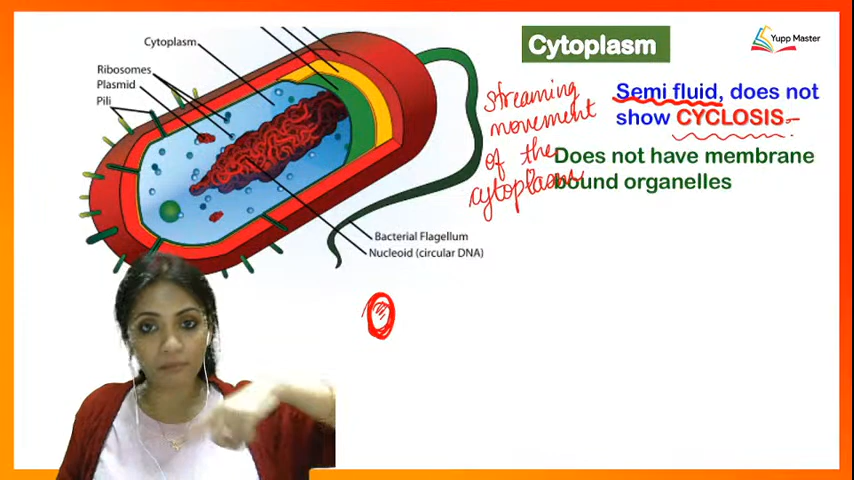 Cytoplasm
Yupp Master
Cytoplasm
Ribosomes
Plasmid
Pili
streaming
movement
of the
cytoplasm
Semi fluid, does not
show CYCLOSIS.
Does not have membrane
bound organelles
Bacterial Flagellum
Nucleoid (circular DNA)